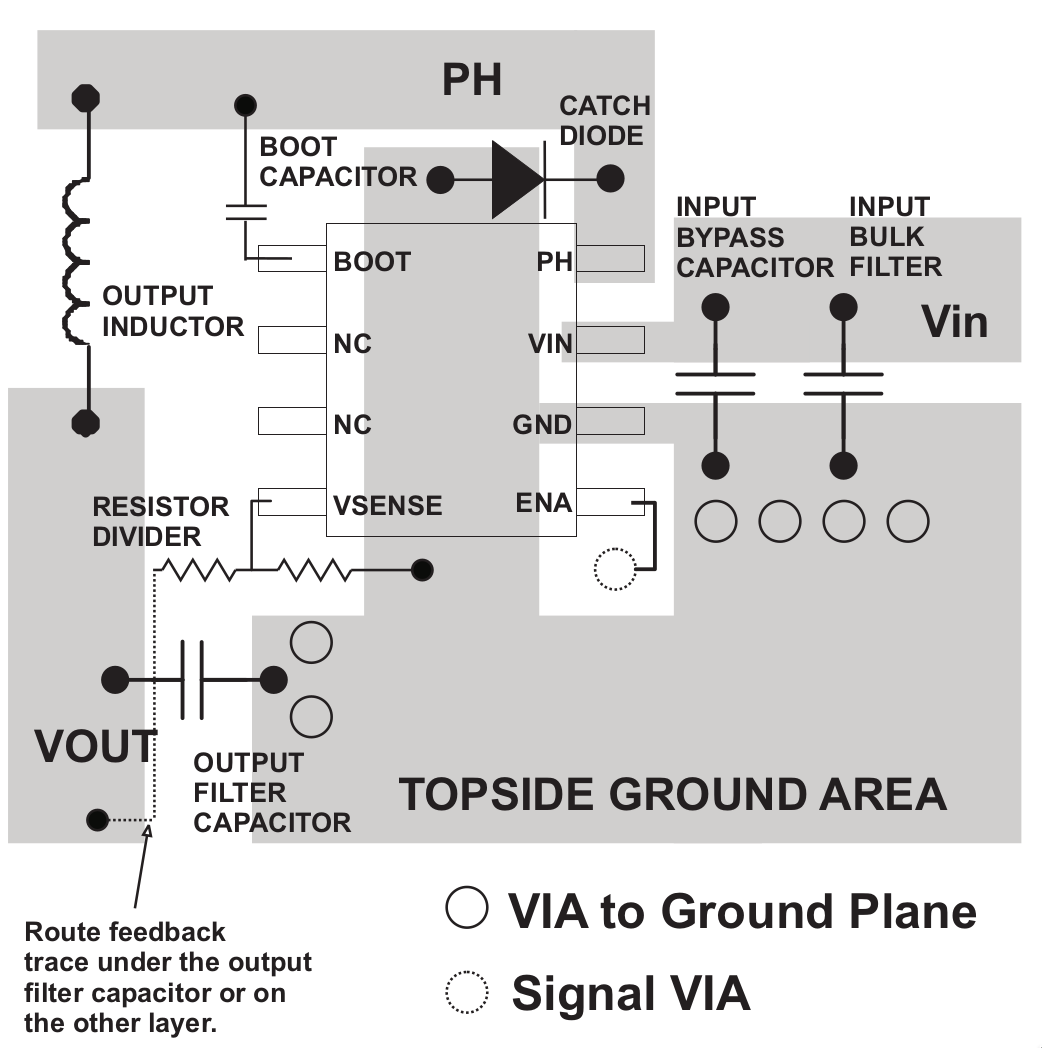 PH
CATCH
DIODE
BOOT
CAPACITOR
INPUT
BYPASS
CAPACITOR
INPUT
BULK
FILTER
BOOT
PH
OUTPUT
INDUCTOR
Vin
NC
VIN
NC
GND
RESISTOR
DIVIDER
VSENSE
ENA
VOUT
OUTPUT
FILTER
CAPACITOR
TOPSIDE GROUND AREA
VIA to Ground Plane
Route feedback
trace under the output
filter capacitor or on
the other layer.
Signal VIA